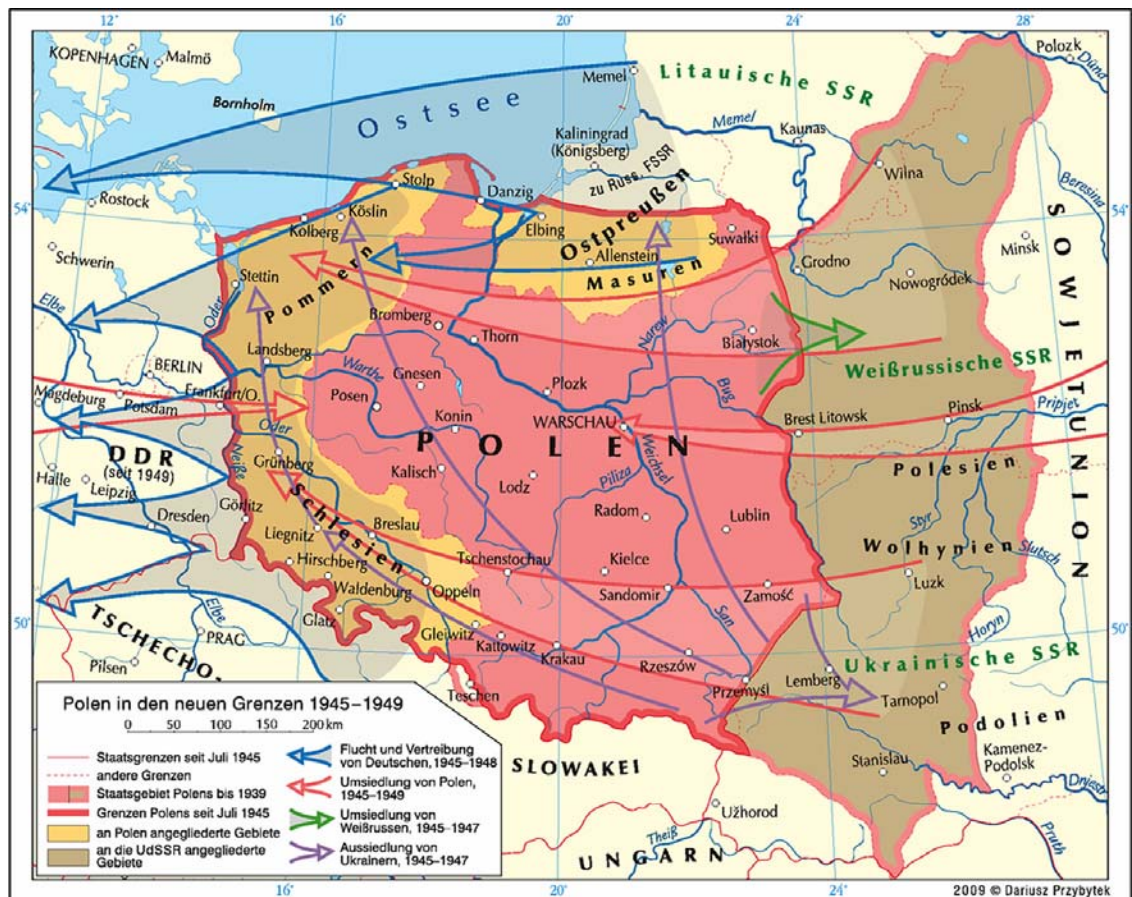 12°
16°
20°
24°
28°
KOPENHAGEN
Malmö
Polozk
Düna
Memel
Litauische SSR
Bornholm
Ostsee
Memel
Kaunas
Kaliningrad
(Königsberg)
zu Russ. FSSR
Wilna
Beresina
Rostock
Stolp
Danzig
54°
54°
Köslin
Kolberg
Elbing
Ostpreußen
Suwałki
Minsk
SOWJETUNION
Schwerin
Stettin
Allenstein
Masuren
Grodno
Nowogródek
Pommern
Elbe
Oder
Bromberg
Thorn
Narew
Białystok
Landsberg
BERLIN
Warthe
Gnesen
Weißrussische SSR
Magdeburg
Potsdam
Frankfurt/O.
Posen
Plozk
Bug
Konin
WARSCHAU
Brest Litowsk
Pinsk
Pripjet
POLEN
Oder
DDR
(seit 1949)
Neiße
Grünberg
Kalisch
Lodz
Piliza
Weichsel
Polesien
Halle
Leipzig
Schlesien
Radom
Lublin
Styr
Dresden
Görlitz
Liegnitz
Breslau
Wolhynien
Slutsch
Hirschberg
Tschenstochau
Kielce
Luzk
Waldenburg
Oppeln
Sandomir
Zamość
50°
50°
Elbe
Glatz
Gleiwitz
San
Horyn
TSCHECHO-
PRAG
Kattowitz
Krakau
Rzeszów
Lemberg
Ukrainische SSR
Pilsen
Teschen
Przemyśl
Tarnopol
Podolien
SLOWAKEI
Stanislau
Kamenez-
Podolsk
Dnjestr
Užhorod
Theiß
UNGARN
Pruth
Polen in den neuen Grenzen 1945–1949
0 50 100 150 200 km
Staatsgrenzen seit Juli 1945
andere Grenzen
Staatsgebiet Polens bis 1939
Grenzen Polens seit Juli 1945
an Polen angegliederte Gebiete
an die UdSSR angegliederte
Gebiete
Flucht und Vertreibung
von Deutschen, 1945–1948
Umsiedlung von Polen,
1945–1949
Umsiedlung von
Weißrussen, 1945–1947
Aussiedlung von
Ukrainern, 1945–1947
16°
20°
24°
2009 © Dariusz Przybytek